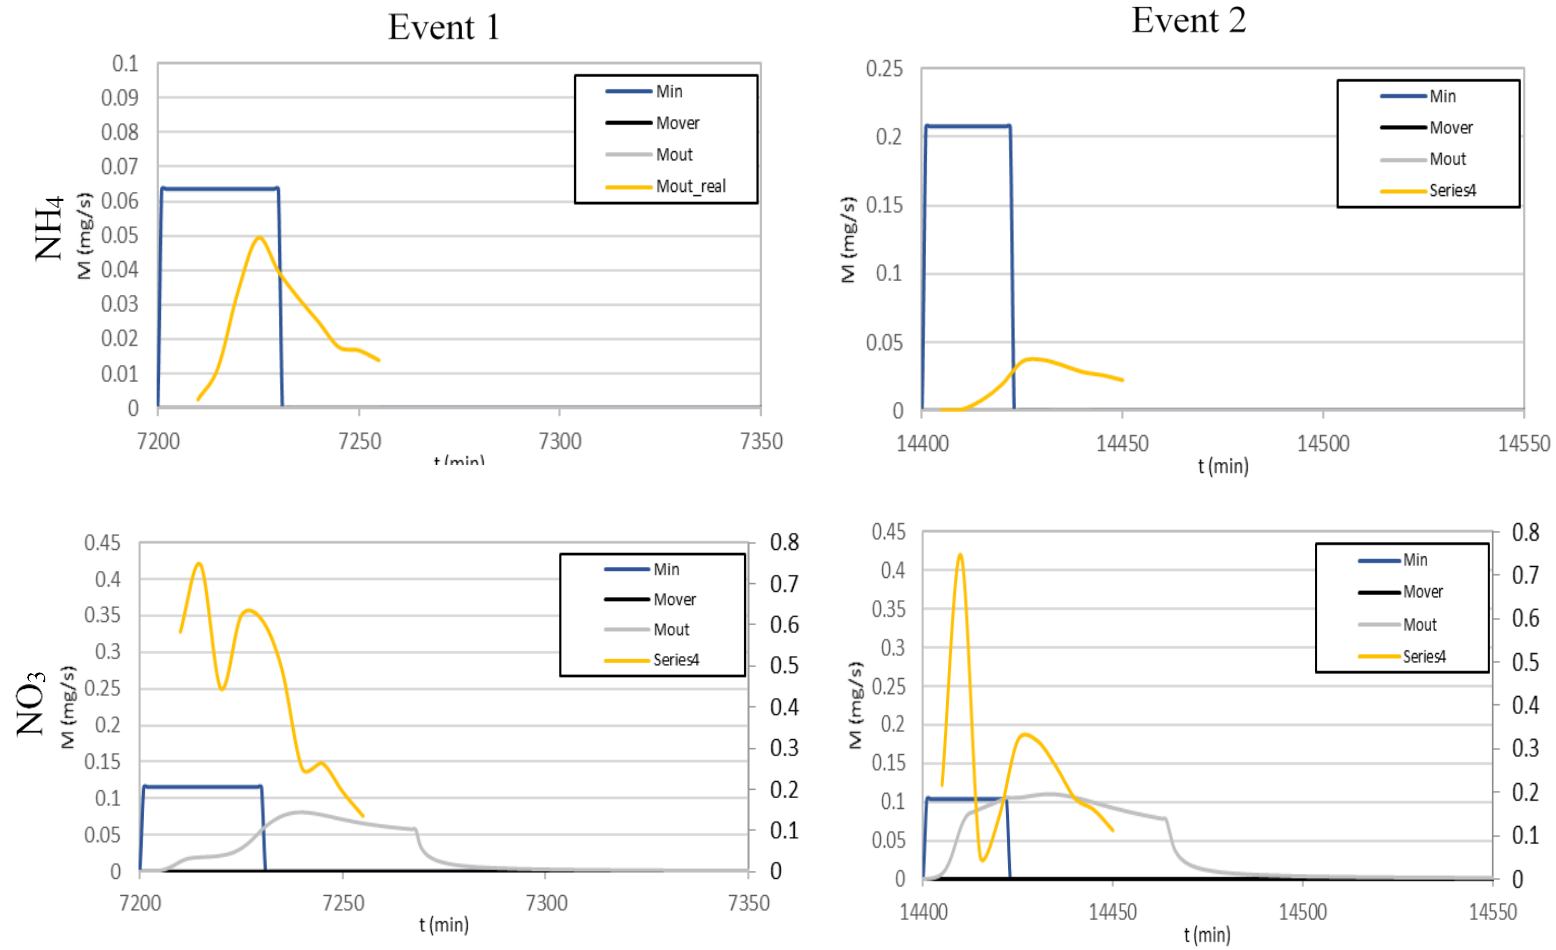 Event 1
Event 2
NH4
M (mg/s)
0.1
0.09
0.08
0.07
0.06
0.05
0.04
0.03
0.02
0.01
0
7200
7250
7300
7350
t (min)
Min
Mover
Mout
Mout_real
M (mg/s)
0.25
0.2
0.15
0.1
0.05
0
14400
14450
14500
14550
t (min)
Min
Mover
Mout
Series4
NO3
M (mg/s)
0.45
0.4
0.35
0.3
0.25
0.2
0.15
0.1
0.05
0
0.8
0.7
0.6
0.5
0.4
0.3
0.2
0.1
0
7200
7250
7300
7350
t (min)
Min
Mover
Mout
Series4
M (mg/s)
0.45
0.4
0.35
0.3
0.25
0.2
0.15
0.1
0.05
0
0.8
0.7
0.6
0.5
0.4
0.3
0.2
0.1
0
14400
14450
14500
14550
t (min)
Min
Mover
Mout
Series4